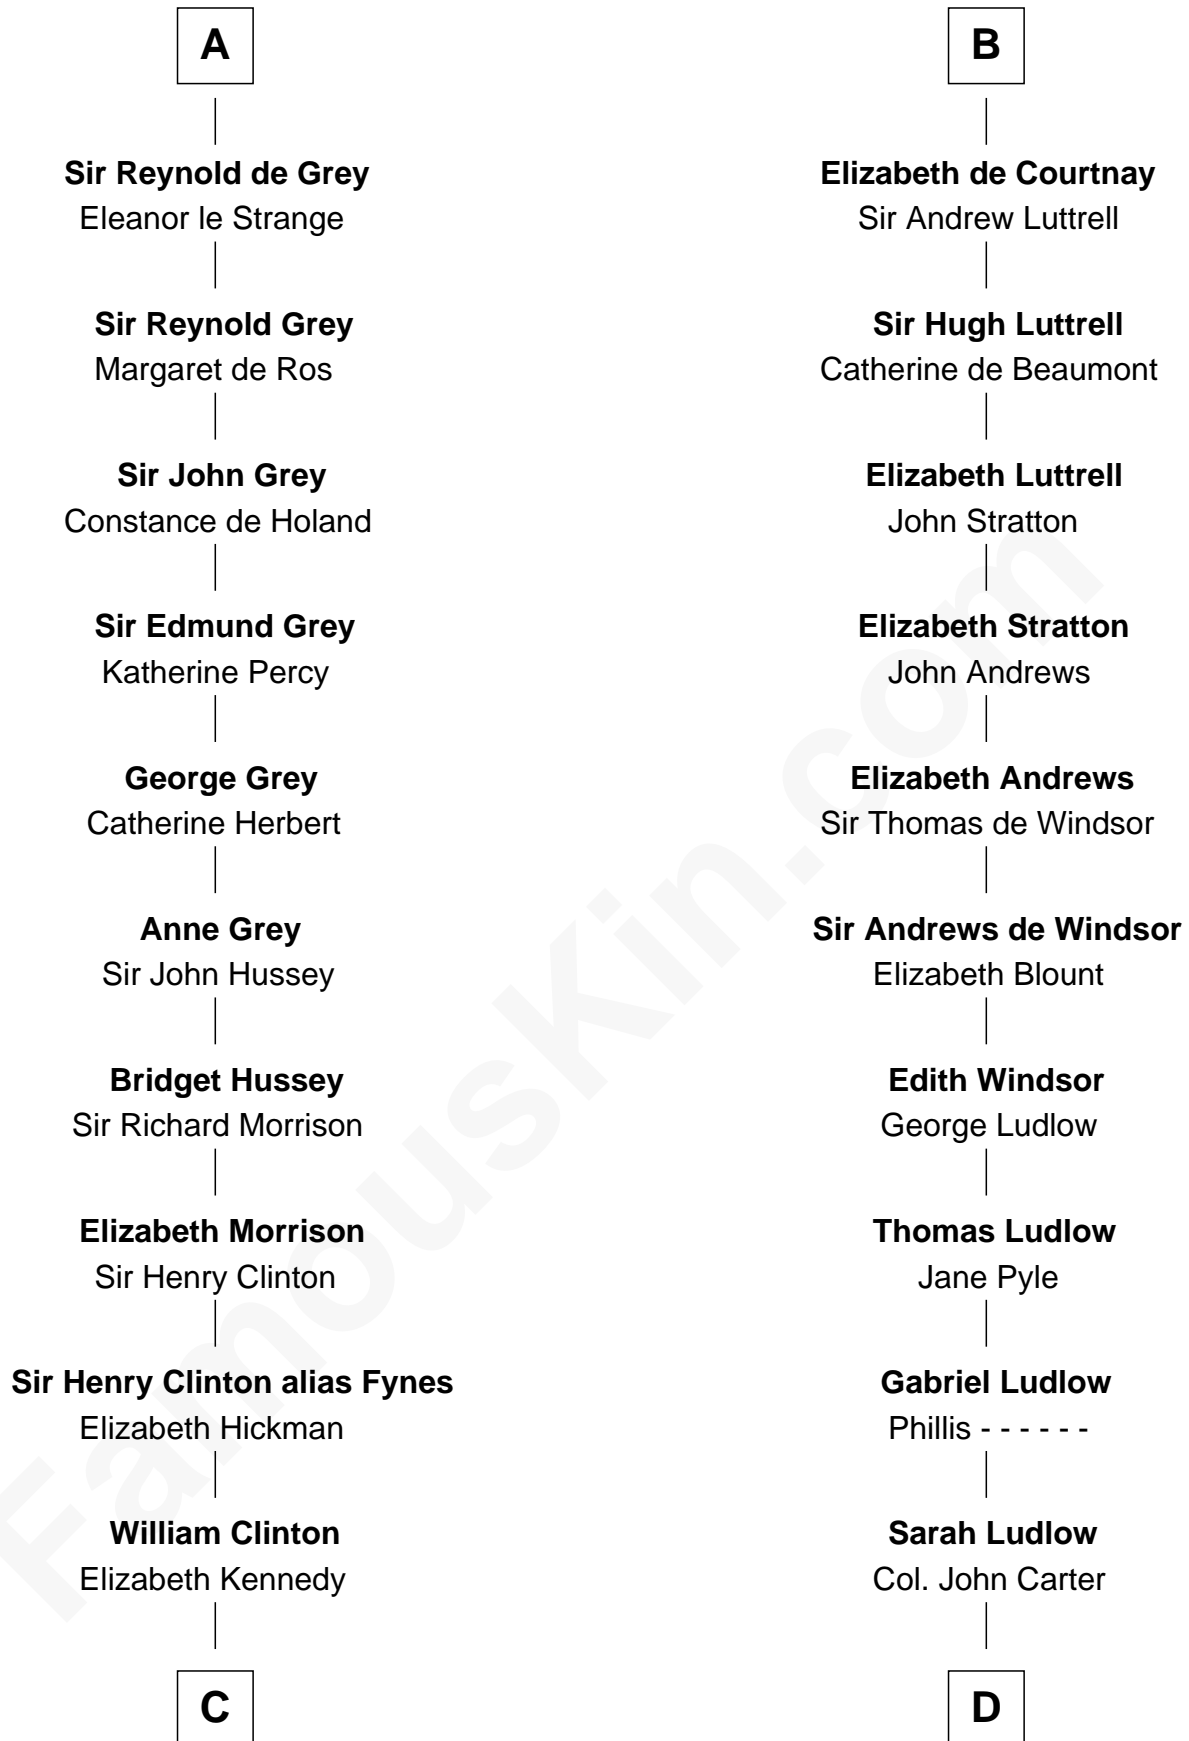 A
Sir Reynold de Grey
Eleanor le Strange
Sir Reynold Grey
Margaret de Ros
Sir John Grey
Constance de Holand
Sir Edmund Grey
Katherine Percy
George Grey
Catherine Herbert
Anne Grey
Sir John Hussey
Bridget Hussey
Sir Richard Morrison
Elizabeth Morrison
Sir Henry Clinton
Sir Henry Clinton alias Fynes
Elizabeth Hickman
William Clinton
Elizabeth Kennedy
C
B
Elizabeth de Courtnay
Sir Andrew Luttrell
Sir Hugh Luttrell
Catherine de Beaumont
Elizabeth Luttrell
John Stratton
Elizabeth Stratton
John Andrews
Elizabeth Andrews
Sir Thomas de Windsor
Sir Andrews de Windsor
Elizabeth Blount
Edith Windsor
George Ludlow
Thomas Ludlow
Jane Pyle
Gabriel Ludlow
Phillis - - - - - -
Sarah Ludlow
Col. John Carter
D
FamousKin.com